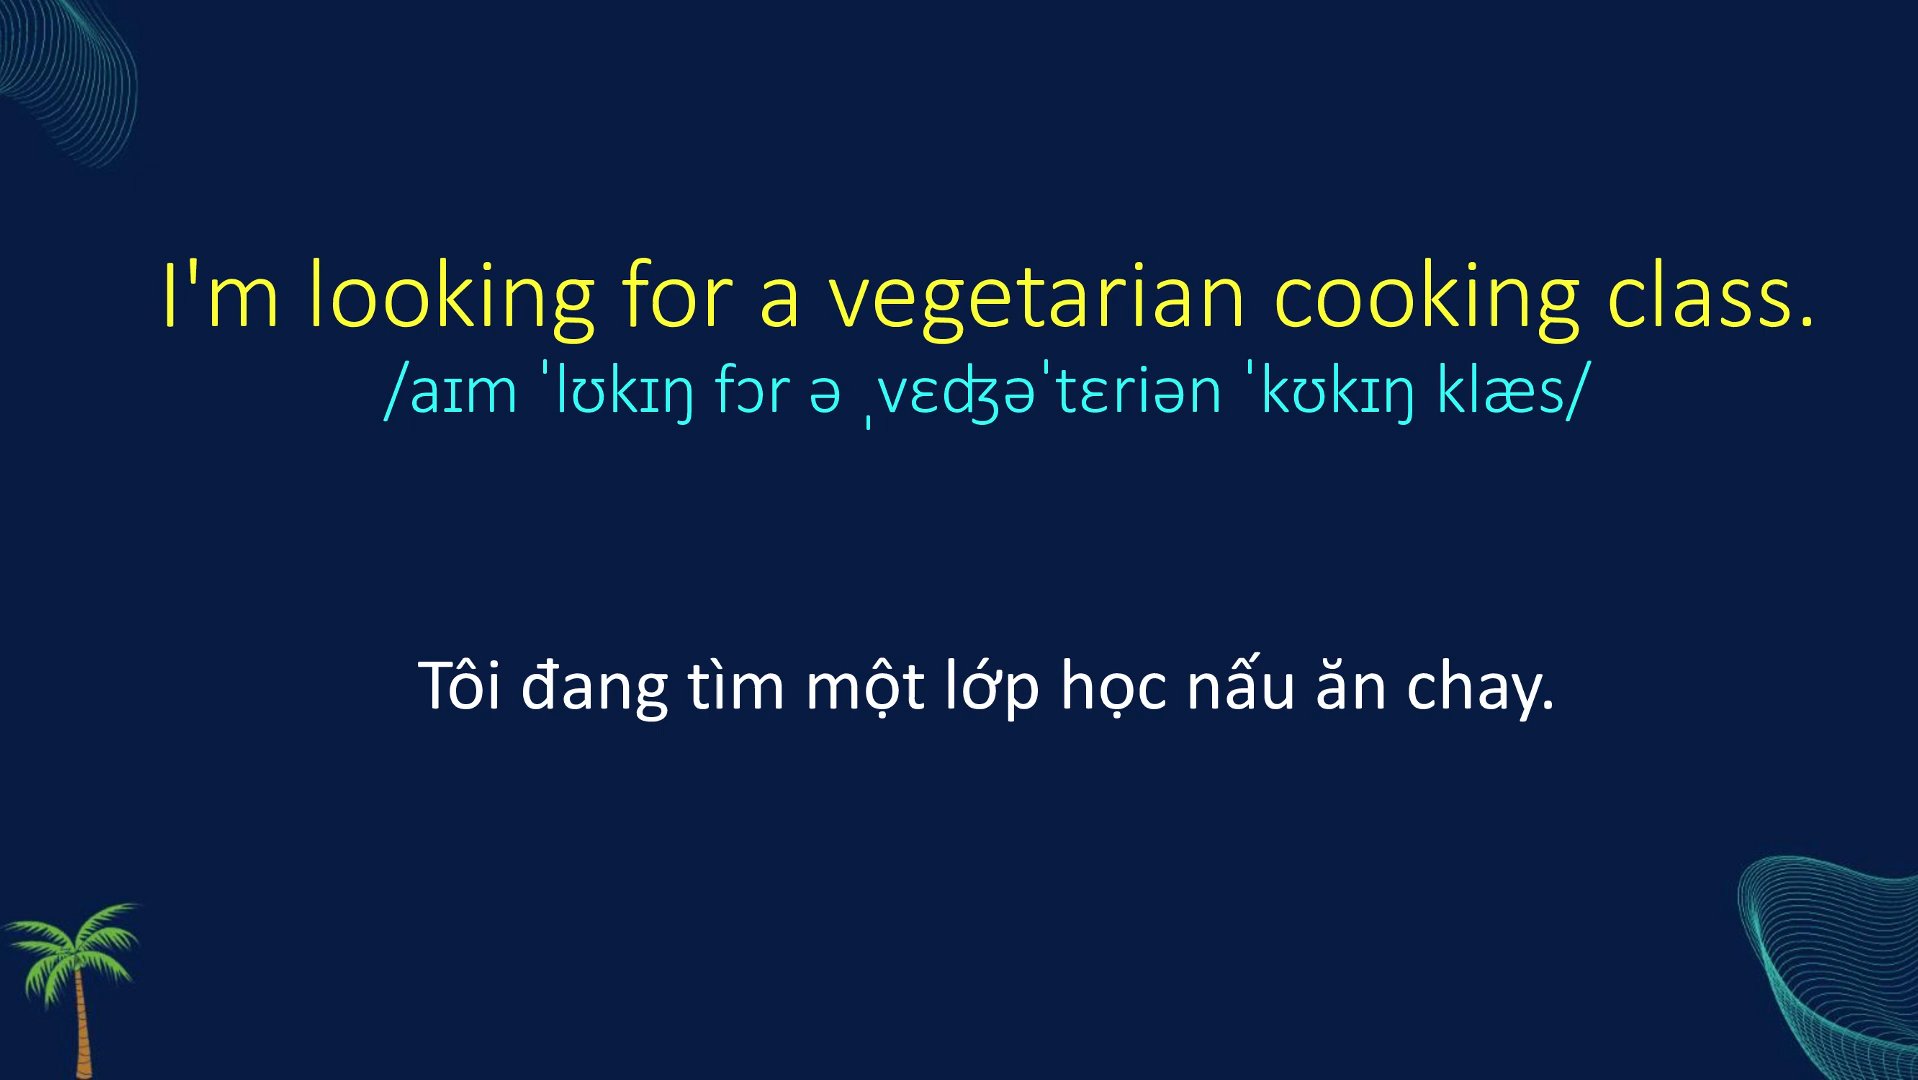 I'm looking for a vegetarian cooking class.
/aɪm ˈlʊkɪŋ fɔr ə ˌvɛʤəˈtɛriən ˈkʊkɪŋ klæs/
Tôi đang tìm một lớp học nấu ăn chay.